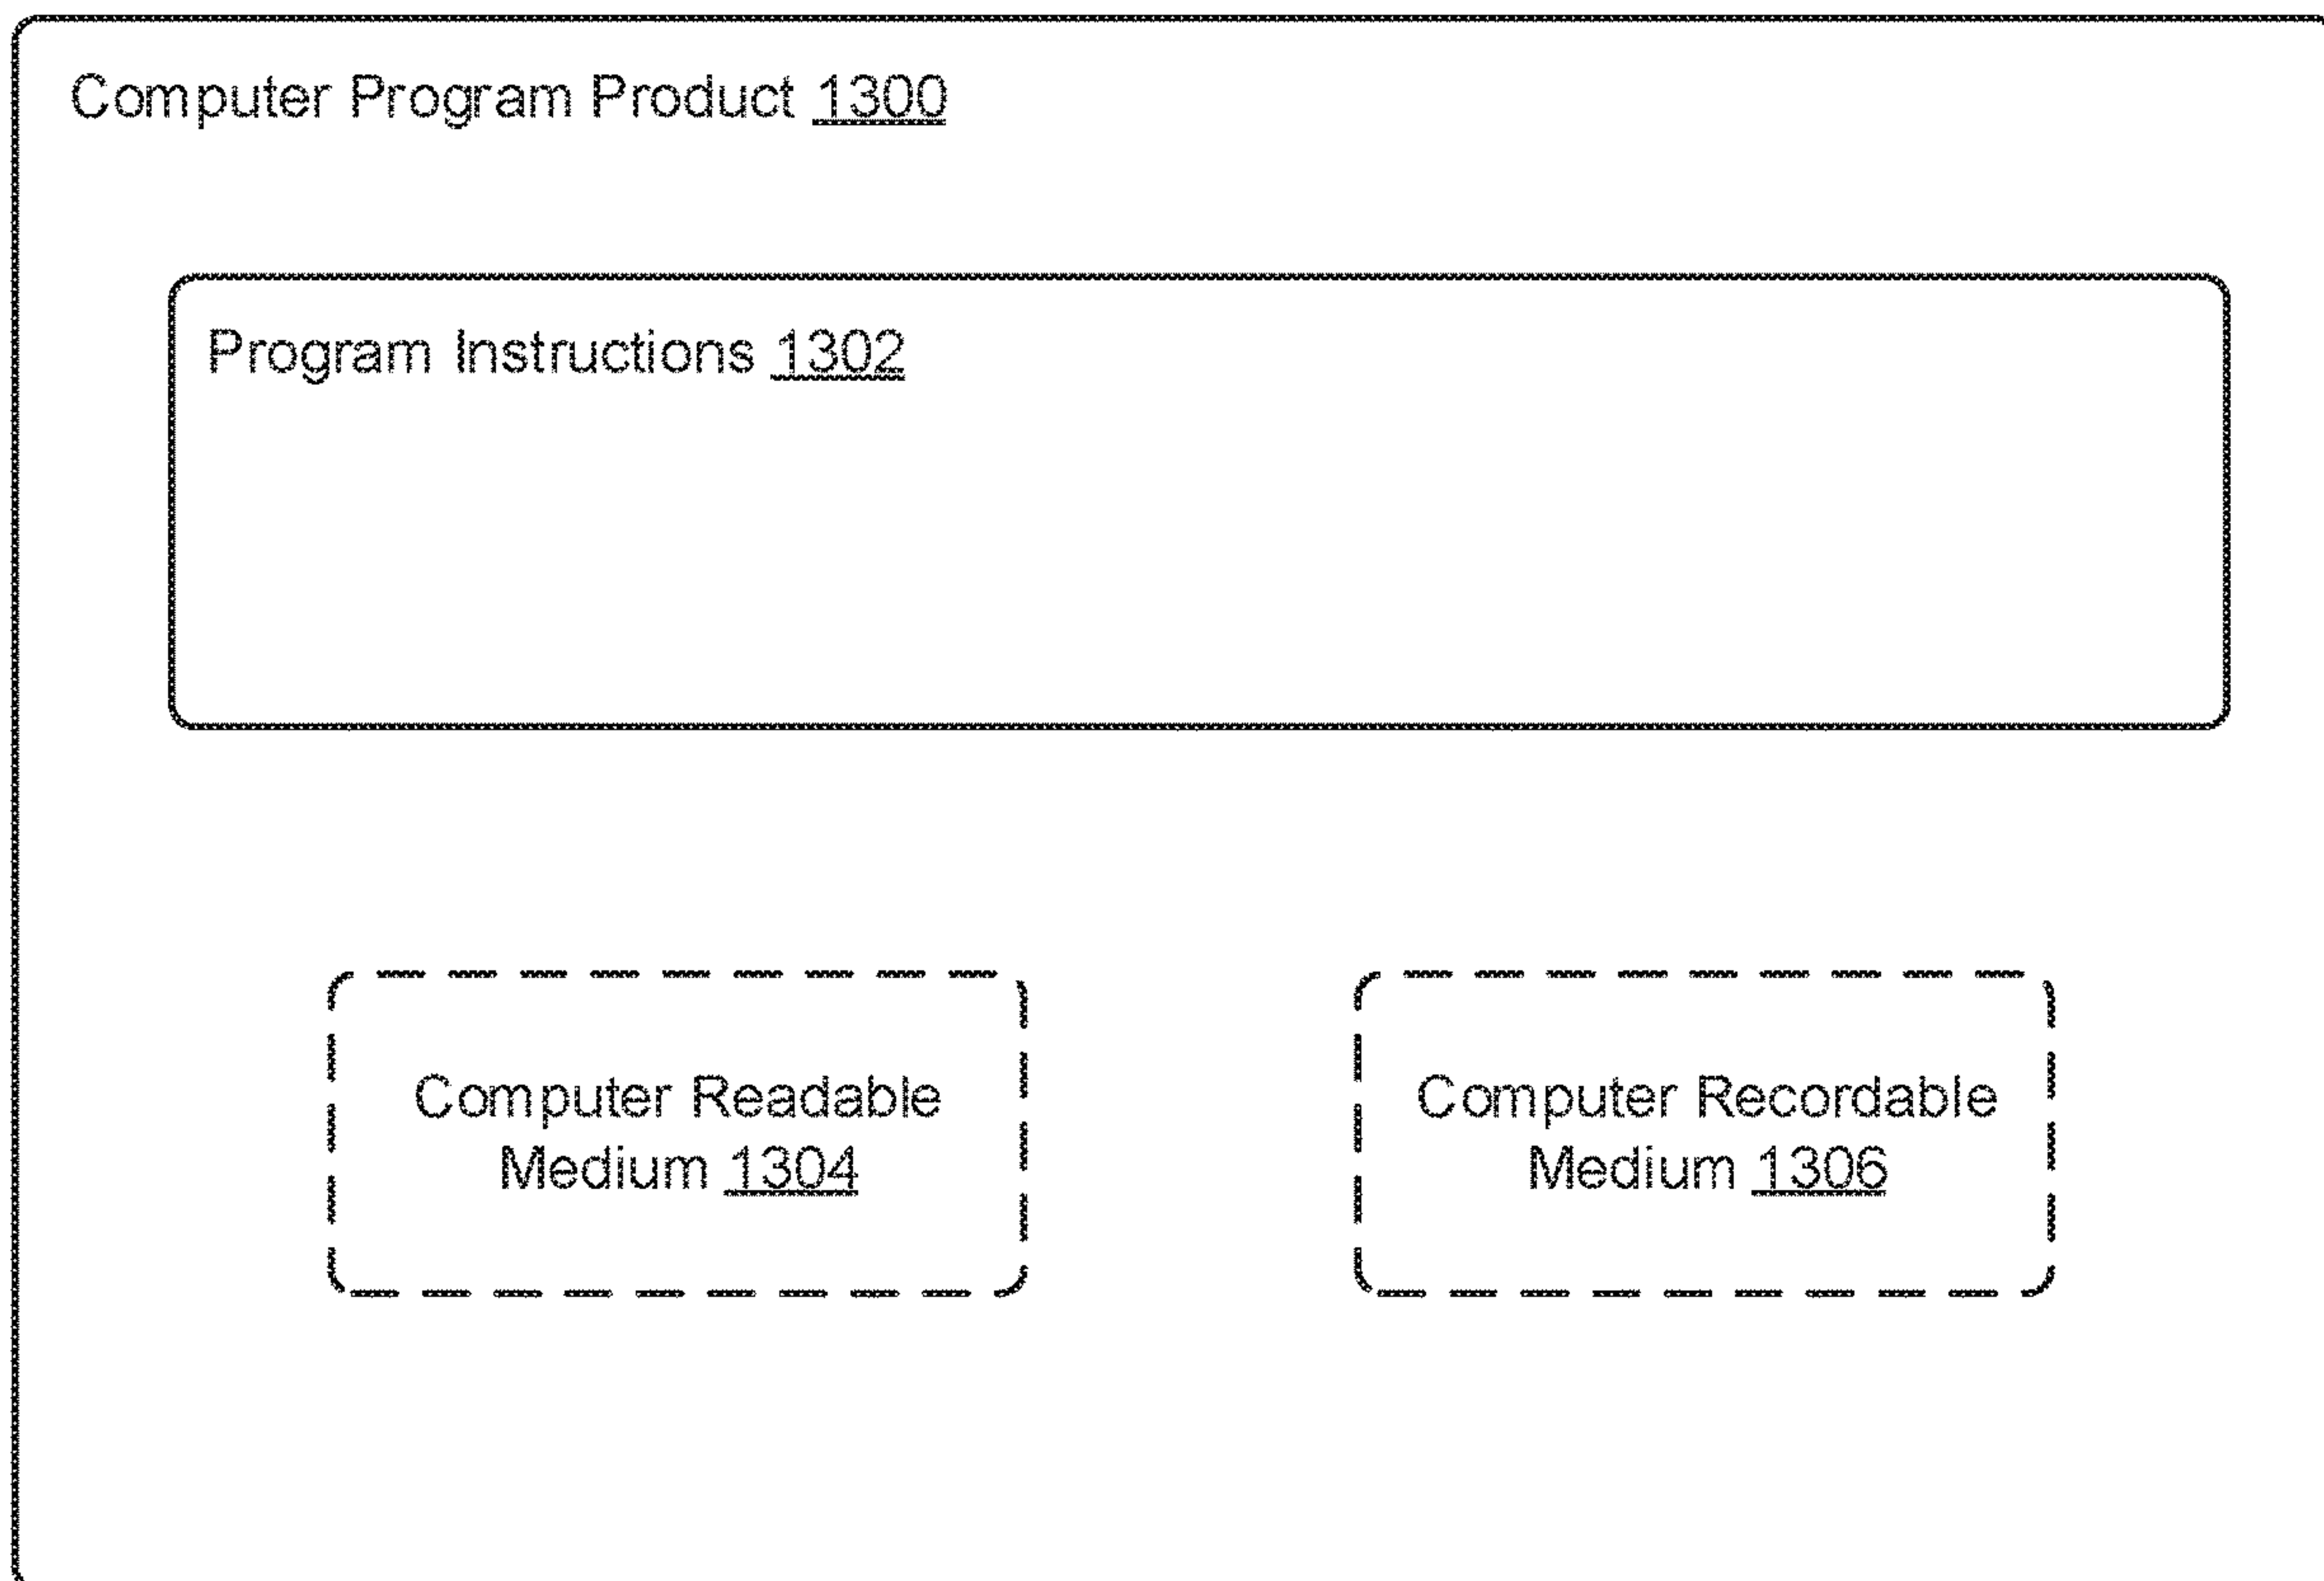 Computer Program Product 1300
Program Instructions 1302
Computer Readable
Medium 1304
Computer Recordable
Medium 1306